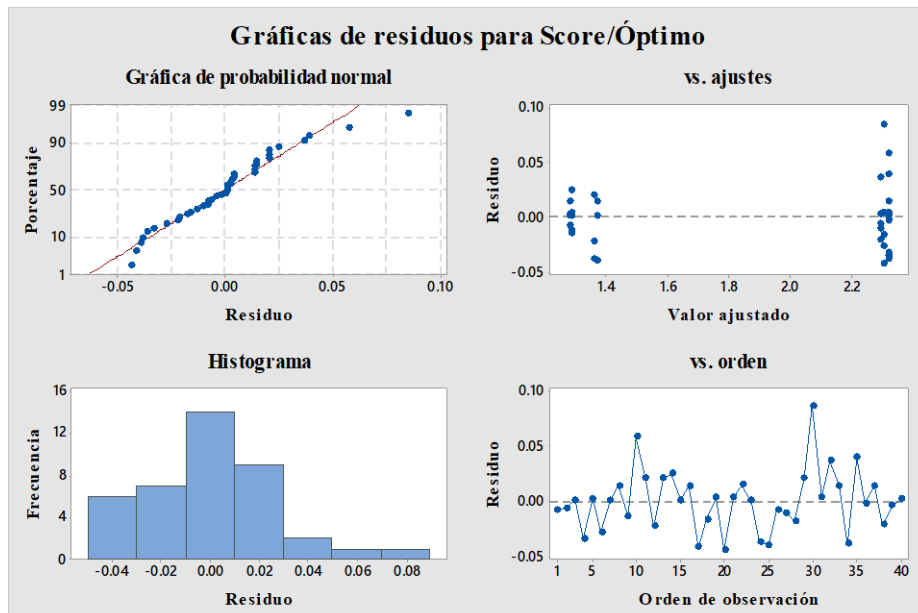 Gráficas de residuos para Score/Óptimo
Gráfica de probabilidad normal
99
90
50
10
1
Porcentaje
-0.05 0.00 0.05 0.10
Residuo
vs. ajustes
0.10
0.05
0.00
-0.05
Residuo
1.4 1.6 1.8 2.0 2.2
Valor ajustado
Histograma
16
12
8
4
0
Frecuencia
-0.04 -0.02 0.00 0.02 0.04 0.06 0.08
Residuo
vs. orden
0.10
0.05
0.00
-0.05
Residuo
1 5 10 15 20 25 30 35 40
Orden de observación